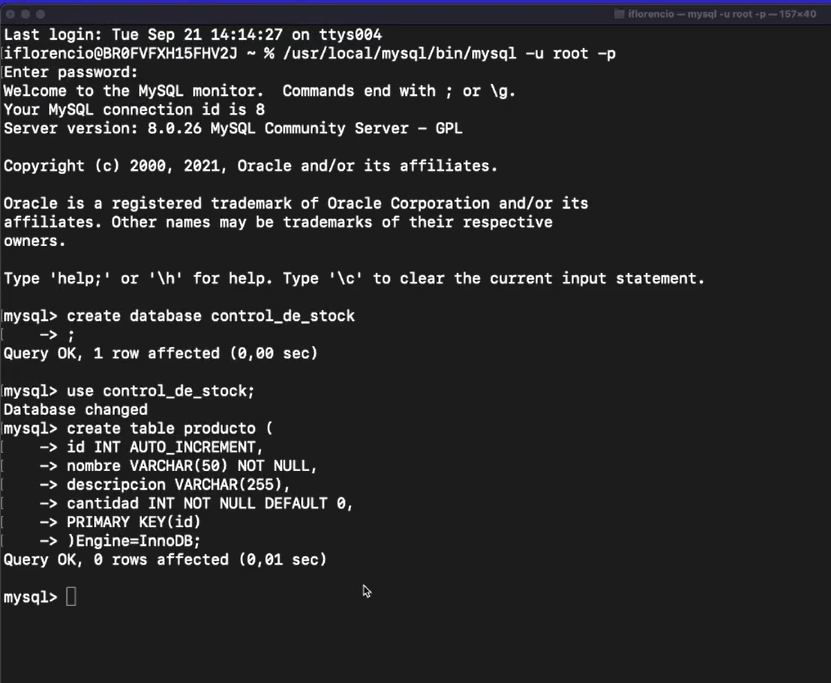 iflorencio — mysql -u root -p — 157×40
Last login: Tue Sep 21 14:14:27 on ttys004
iflorencio@BR0FVFXH15FHV2J ~ % /usr/local/mysql/bin/mysql -u root -p
Enter password:
Welcome to the MySQL monitor.  Commands end with ; or \g.
Your MySQL connection id is 8
Server version: 8.0.26 MySQL Community Server - GPL

Copyright (c) 2000, 2021, Oracle and/or its affiliates.

Oracle is a registered trademark of Oracle Corporation and/or its
affiliates. Other names may be trademarks of their respective
owners.

Type 'help;' or '\h' for help. Type '\c' to clear the current input statement.

mysql> create database control_de_stock
    -> ;
Query OK, 1 row affected (0,00 sec)

mysql> use control_de_stock;
Database changed
mysql> create table producto (
    -> id INT AUTO_INCREMENT,
    -> nombre VARCHAR(50) NOT NULL,
    -> descripcion VARCHAR(255),
    -> cantidad INT NOT NULL DEFAULT 0,
    -> PRIMARY KEY(id)
    -> )Engine=InnoDB;
Query OK, 0 rows affected (0,01 sec)

mysql>